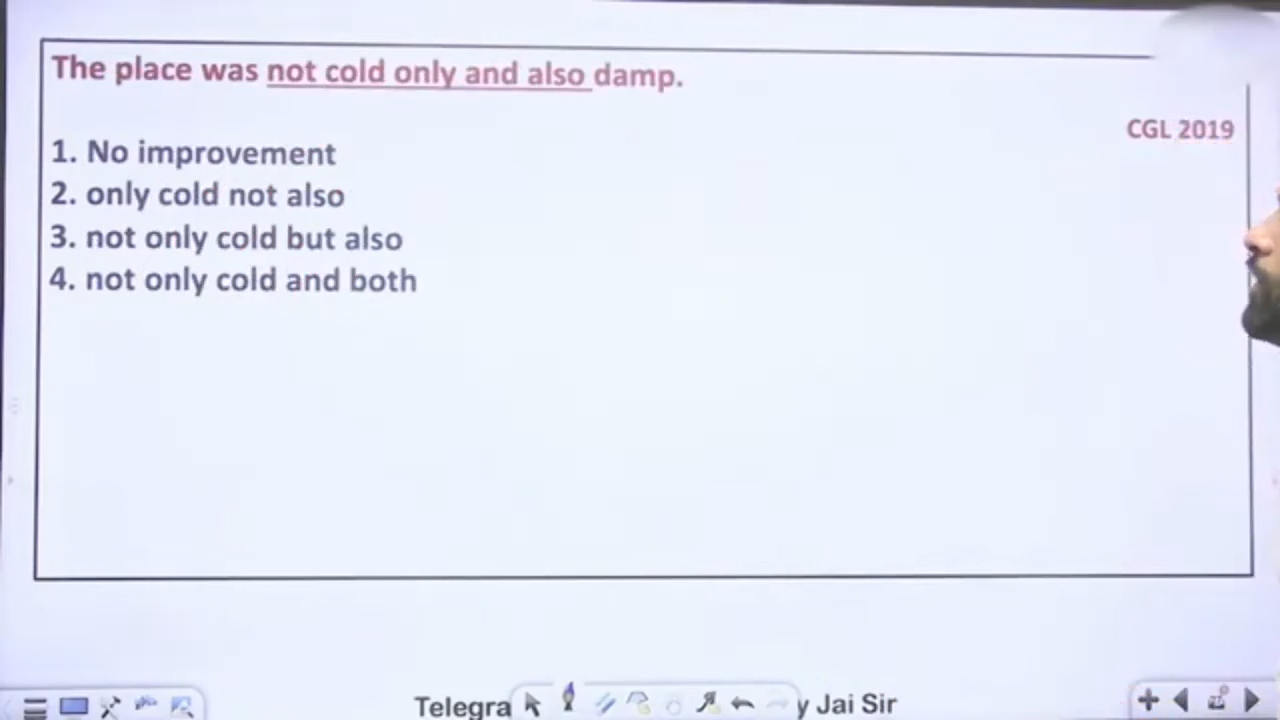 The place was not cold only and also damp.
CGL 2019
1. No improvement
2. only cold not also
3. not only cold but also
4. not only cold and both
Telegra
y Jai Sir